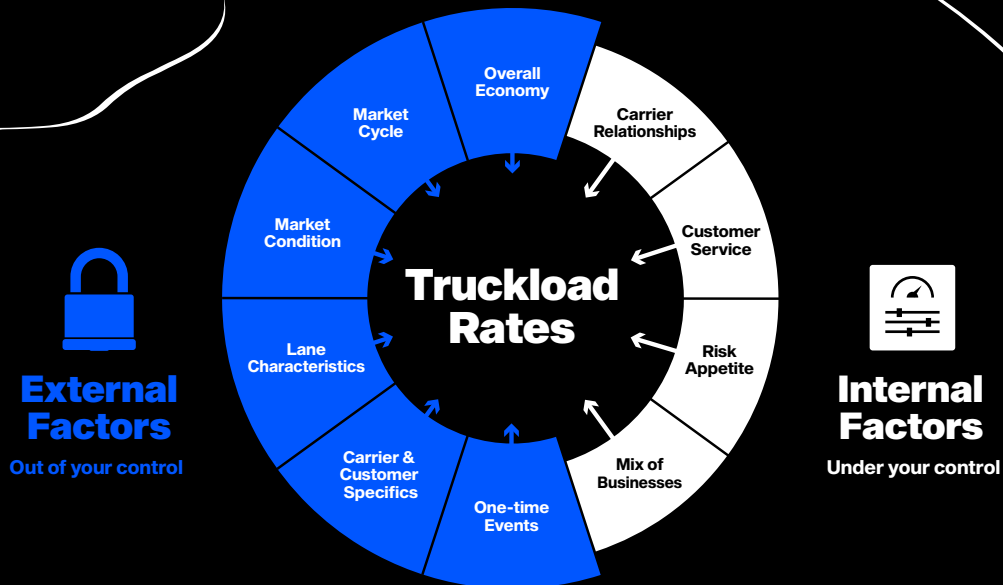 Overall
Economy
Market
Cycle
Carrier
Relationships
Market
Condition
Customer
Service
Truckload
Rates
Lane
Characteristics
Risk
Appetite
External
Factors
Out of your control
Internal
Factors
Under your control
Carrier &
Customer
Specifics
Mix of
Businesses
One-time
Events